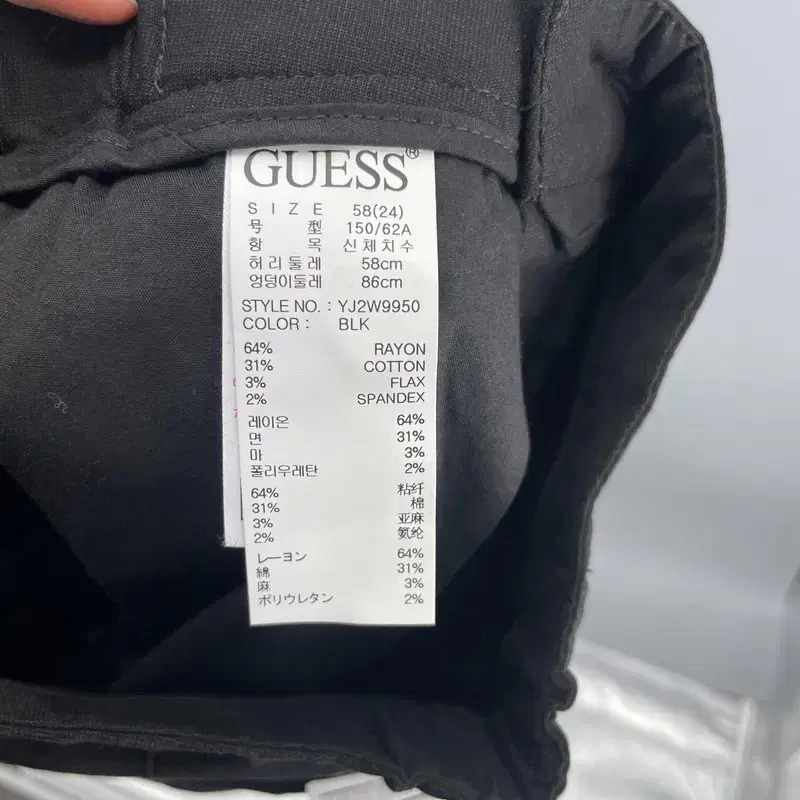 GUESS®
SIZE 58(24)
号 型 150/62A
항 목 신체치수
허리둘레 58cm
엉덩이둘레 86cm
STYLE NO. : YJ2W9950
COLOR : BLK
64% RAYON
31% COTTON
3% FLAX
2% SPANDEX
레이온 64%
면 31%
마 3%
폴리우레탄 2%
64% 粘纤
31% 棉
3% 亚麻
2% 氨纶
レーヨン 64%
綿 31%
麻 3%
ポリウレタン 2%